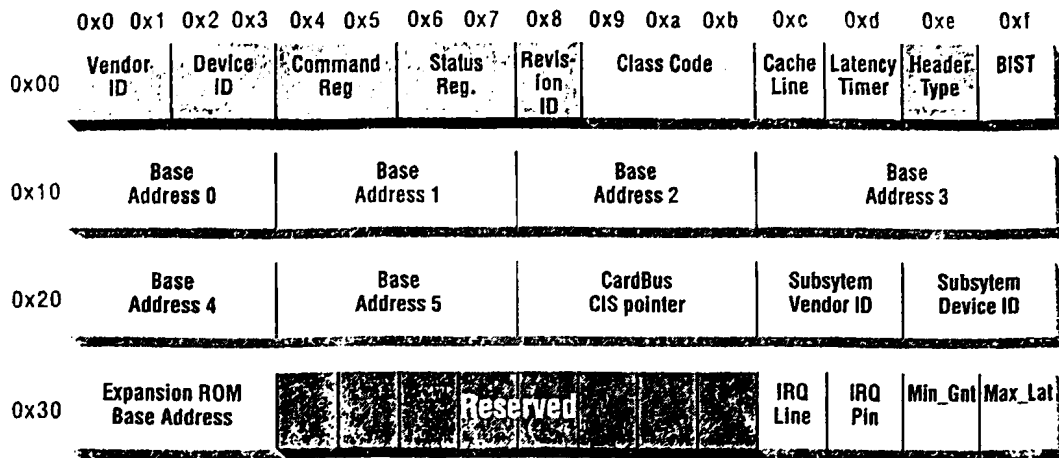 0x0 0x1 0x2 0x3 0x4 0x5 0x6 0x7 0x8 0x9 0xa 0xb 0xc 0xd 0xe 0xf
0x00
Vendor
ID
Device
ID
Command
Reg
Status
Reg.
Revis-
ion
ID
Class Code
Cache
Line
Latency
Timer
Header
Type
BIST
0x10
Base
Address 0
Base
Address 1
Base
Address 2
Base
Address 3
0x20
Base
Address 4
Base
Address 5
CardBus
CIS pointer
Subsytem
Vendor ID
Subsytem
Device ID
0x30
Expansion ROM
Base Address
Reserved
IRQ
Line
IRQ
Pin
Min_Gnt
Max_Lat